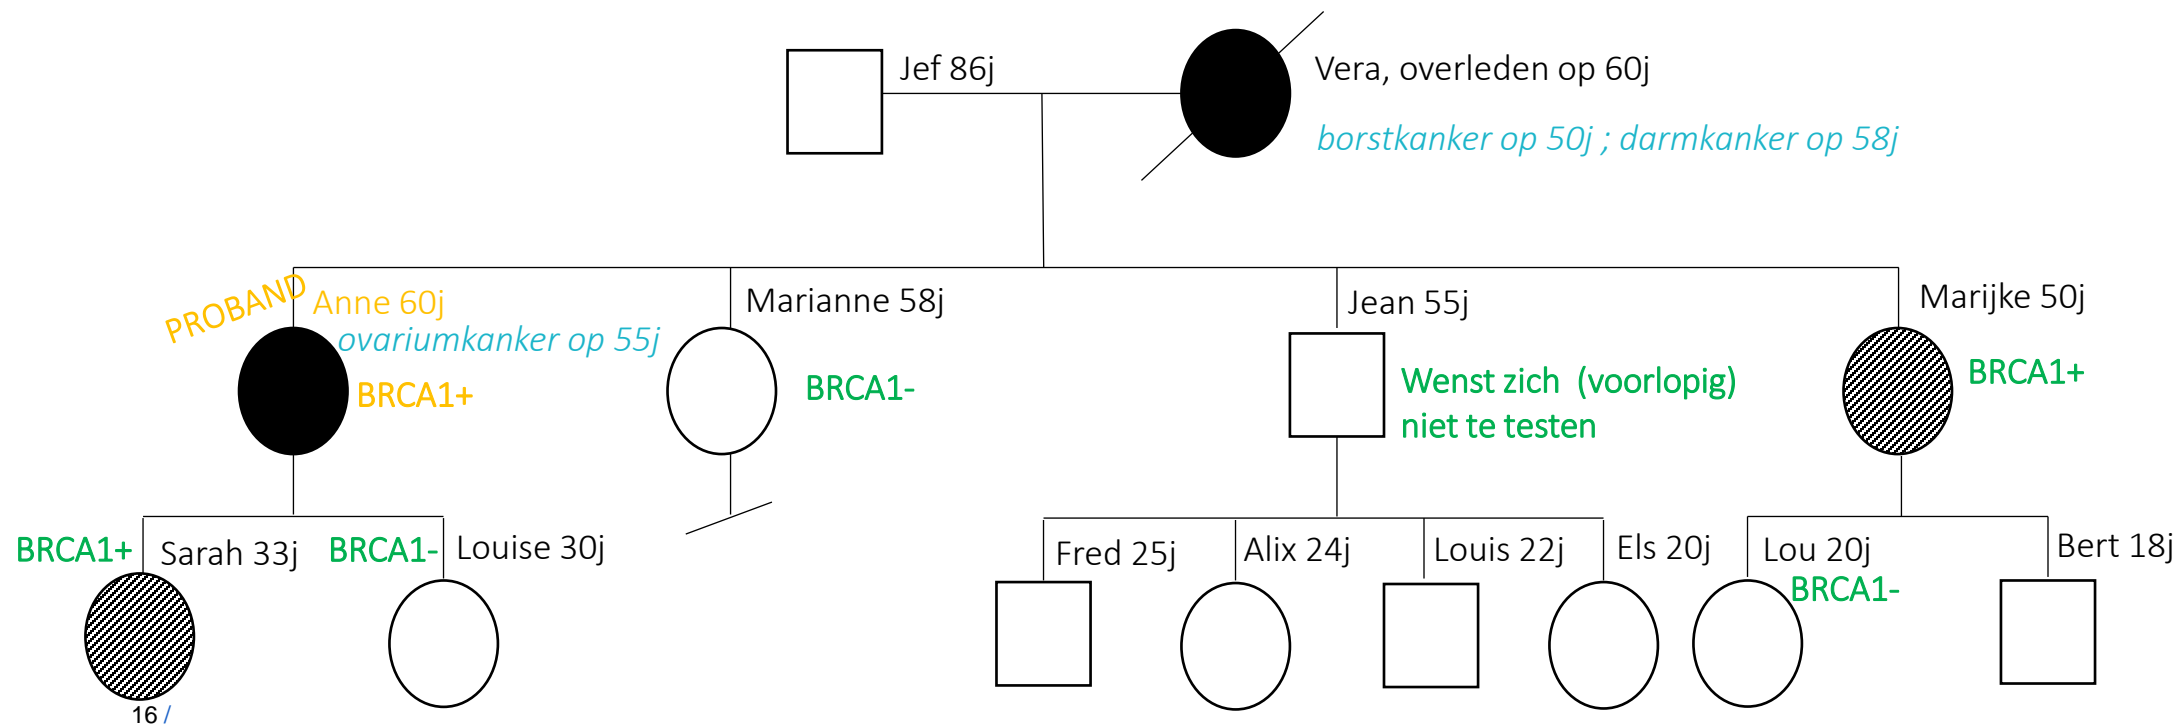 Jef 86j
Vera, overleden op 60j
borstkanker op 50j ; darmkanker op 58j
PROBAND
Anne 60j
ovariumkanker op 55j
BRCA1+
Marianne 58j
BRCA1-
Jean 55j
Wenst zich (voorlopig)
niet te testen
Marijke 50j
BRCA1+
BRCA1+
Sarah 33j
BRCA1-
Louise 30j
Fred 25j
Alix 24j
Louis 22j
Els 20j
Lou 20j
BRCA1-
Bert 18j
16 /